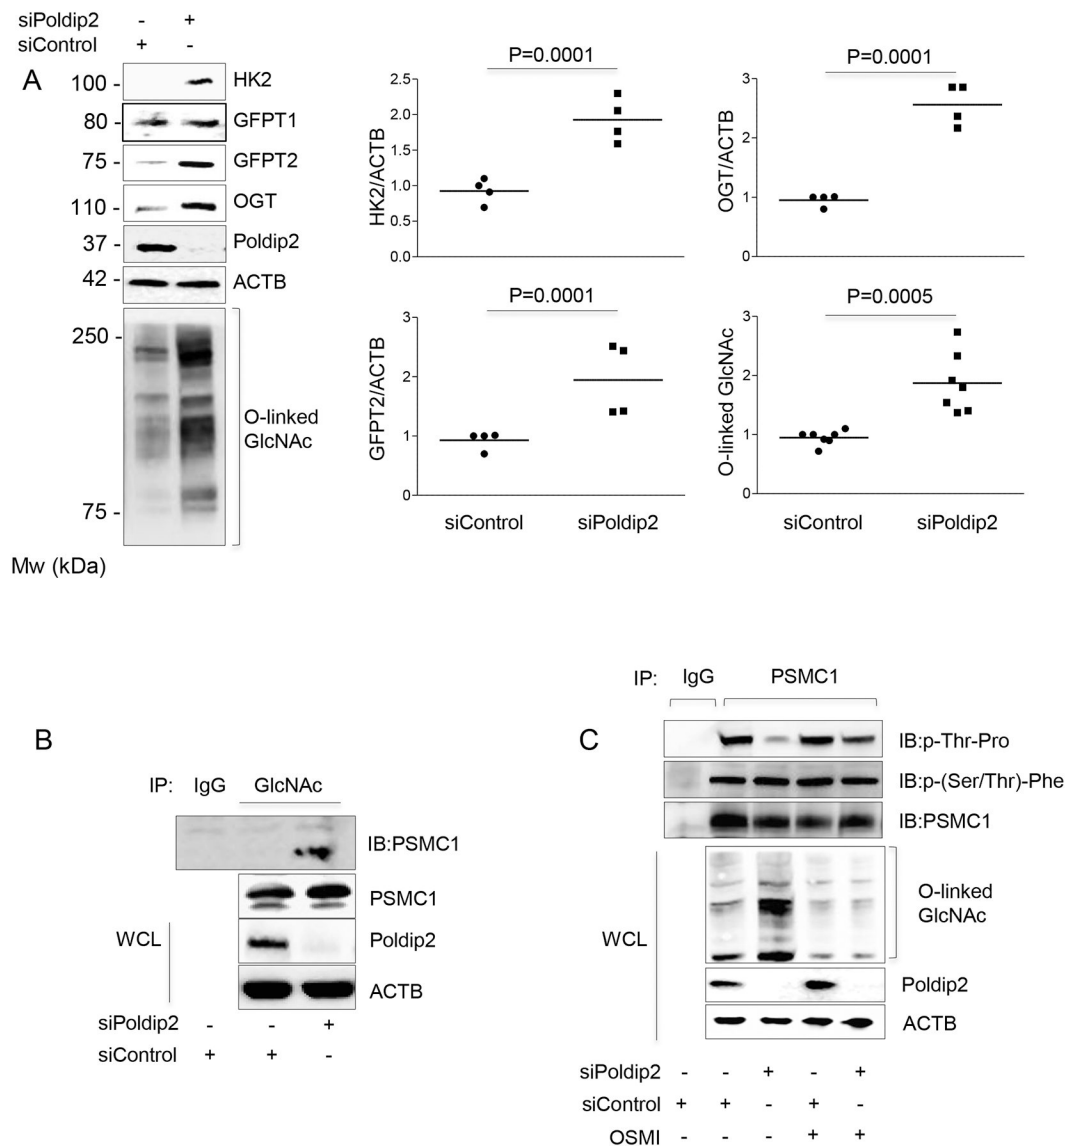 siPoldip2 - +
siControl + -
A
100 - HK2
80 - GFPT1
75 - GFPT2
110 - OGT
37 - Poldip2
42 - ACTB
250 -
O-linked
GlcNAc
75 -
Mw (kDa)
P=0.0001
HK2/ACTB
2.5
2.0
1.5
1.0
0.5
0.0
P=0.0001
OGT/ACTB
3
2
1
0
P=0.0001
GFPT2/ACTB
3
2
1
0
siControl siPoldip2
P=0.0005
O-linked GlcNAc
3
2
1
0
siControl siPoldip2
B
IP: IgG GlcNAc
IB:PSMC1
PSMC1
WCL
Poldip2
ACTB
siPoldip2 - - +
siControl + + -
C
IP: IgG PSMC1
IB:p-Thr-Pro
IB:p-(Ser/Thr)-Phe
IB:PSMC1
O-linked
GlcNAc
WCL
Poldip2
ACTB
siPoldip2 - - + - +
siControl + + - + -
OSMI - - - + +